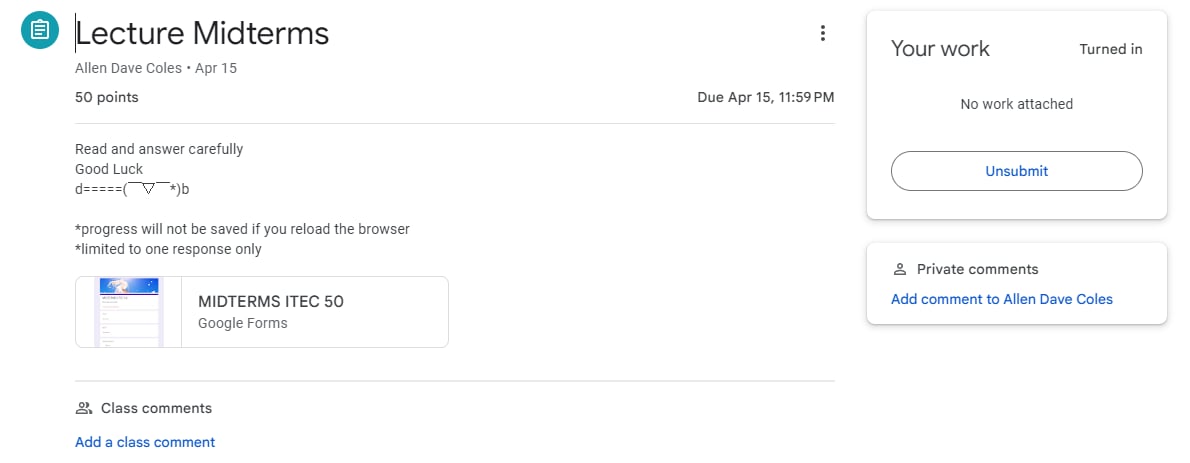 Lecture Midterms
Allen Dave Coles • Apr 15
50 points
Due Apr 15, 11:59 PM
Read and answer carefully
Good Luck
d=====(￣▽￣*)b
*progress will not be saved if you reload the browser
*limited to one response only
MIDTERMS ITEC 50
Google Forms
Class comments
Add a class comment
Your work
Turned in
No work attached
Unsubmit
Private comments
Add comment to Allen Dave Coles